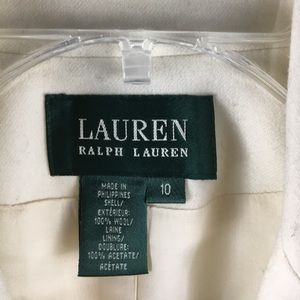 LAUREN
RALPH LAUREN
10
MADE IN
PHILIPPINES
SHELL/
EXTÉRIEUR:
100% WOOL/
LAINE
LINING/
DOUBLURE:
100% ACETATE/
ACÉTATE